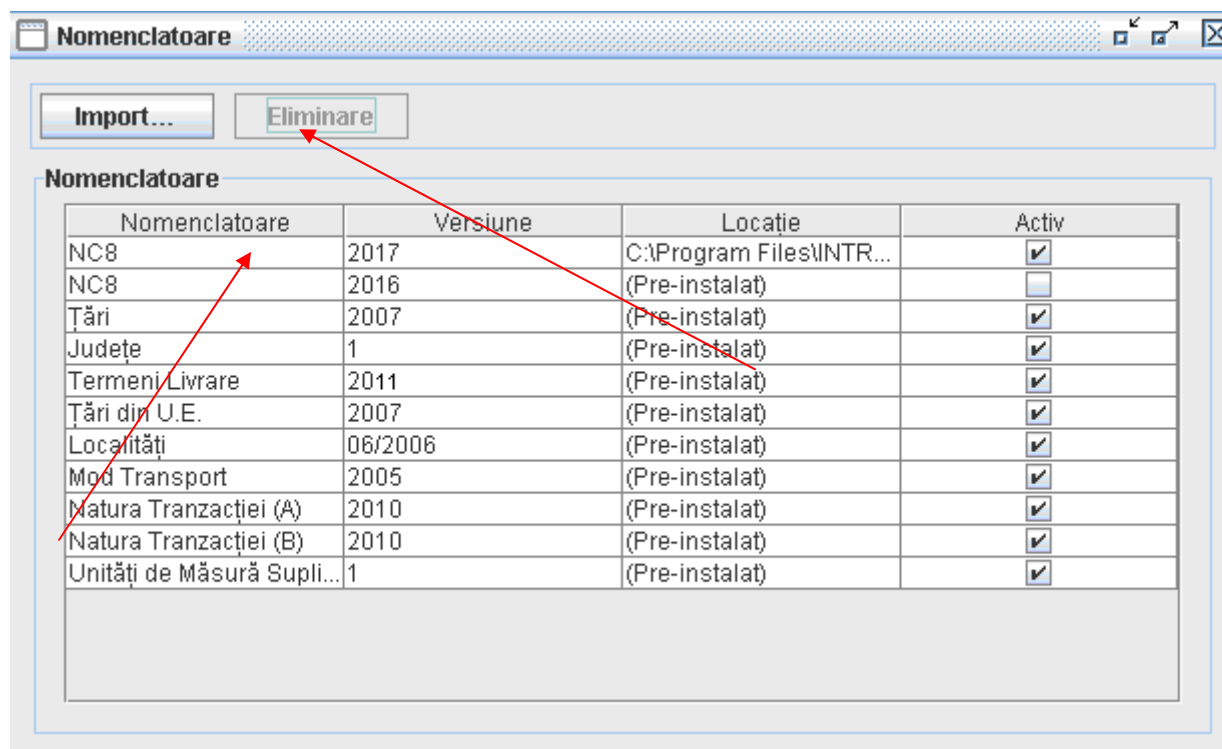 Nomenclatoare
Import... Eliminare
Nomenclatoare
Nomenclatoare Versiune Locație Activ
NC8 2017 C:\Program Files\INTR...
NC8 2016 (Pre-instalat)
Țări 2007 (Pre-instalat)
Județe 1 (Pre-instalat)
Termeni Livrare 2011 (Pre-instalat)
Țări din U.E. 2007 (Pre-instalat)
Localități 06/2006 (Pre-instalat)
Mod Transport 2005 (Pre-instalat)
Natura Tranzacției (A) 2010 (Pre-instalat)
Natura Tranzacției (B) 2010 (Pre-instalat)
Unități de Măsură Supli... 1 (Pre-instalat)